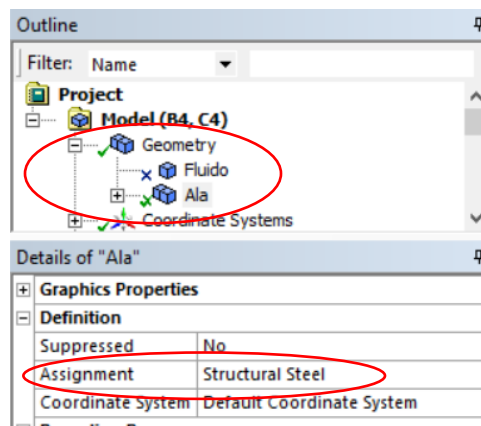 Outline
Filter: Name
Project
Model (B4, C4)
Geometry
Fluido
Ala
Coordinate Systems
Details of "Ala"
Graphics Properties
Definition
Suppressed No
Assignment Structural Steel
Coordinate System Default Coordinate System